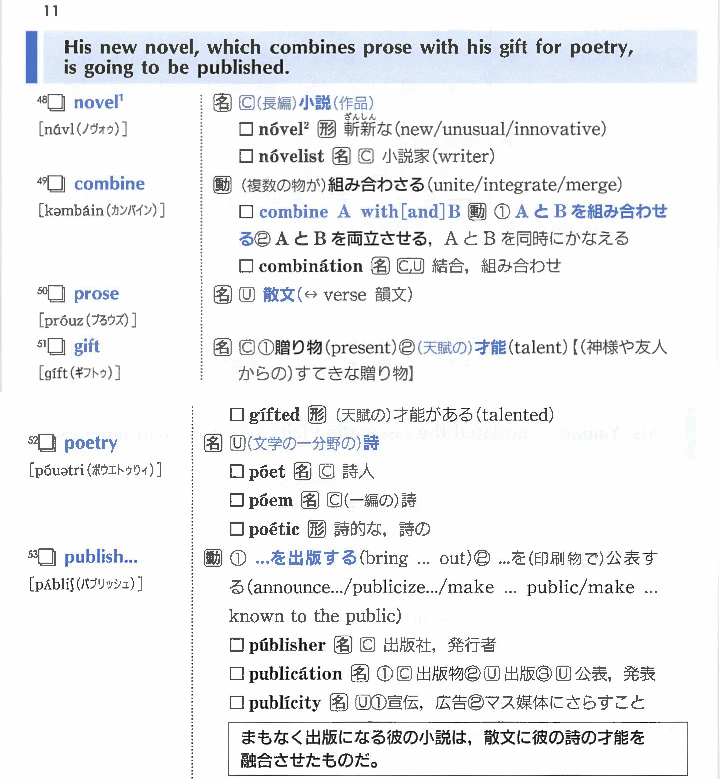 11
His new novel, which combines prose with his gift for poetry,
is going to be published.
48□ novel¹ 名 Ⓒ(長編)小説(作品)
[nάvl(ノヴォゥ)] □ nóvel² 形 斬新な(new/unusual/innovative)
ざんしん
□ nóvelist 名 Ⓒ 小説家(writer)
49□ combine 動 (複数の物が)組み合わさる(unite/integrate/merge)
[kəmbáin(カンバイン)] □ combine A with[and]B 動 ① AとBを組み合わせ
る② AとBを両立させる, AとBを同時にかなえる
□ combinátion 名 C,U 結合, 組み合わせ
50□ prose 名 Ⓤ 散文(↔ verse 韻文)
[próuz(プろウズ)]
51□ gift 名 Ⓒ①贈り物(present)②(天賦の)才能(talent)【(神様や友人
[gíft(ギフトゥ)] からの)すてきな贈り物】
□ gífted 形 (天賦の)才能がある(talented)
52□ poetry 名 Ⓤ(文学の一分野の)詩
[póuətri(ポウエトゥりィ)] □ póet 名 Ⓒ 詩人
□ póem 名 Ⓒ(一編の)詩
□ poétic 形 詩的な, 詩の
53□ publish... 動 ① ...を出版する(bring ... out)② ...を(印刷物で)公表す
[pʌ́bliʃ(パブリッシュ)] る(announce.../publicize.../make ... public/make ...
known to the public)
□ públisher 名 Ⓒ 出版社, 発行者
□ publicátion 名 ①Ⓒ出版物②Ⓤ出版③Ⓤ公表, 発表
□ publícity 名 Ⓤ①宣伝, 広告②マス媒体にさらすこと
まもなく出版になる彼の小説は, 散文に彼の詩の才能を
融合させたものだ。